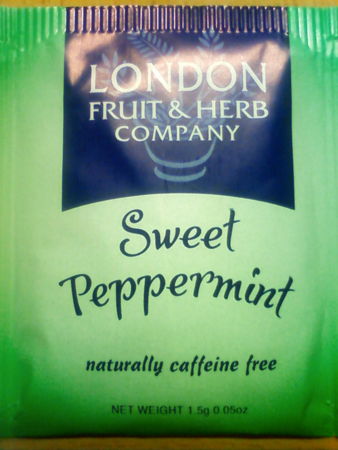 LONDON
FRUIT & HERB
COMPANY
Sweet
Peppermint
naturally caffeine free
NET WEIGHT 1.5g 0.05oz